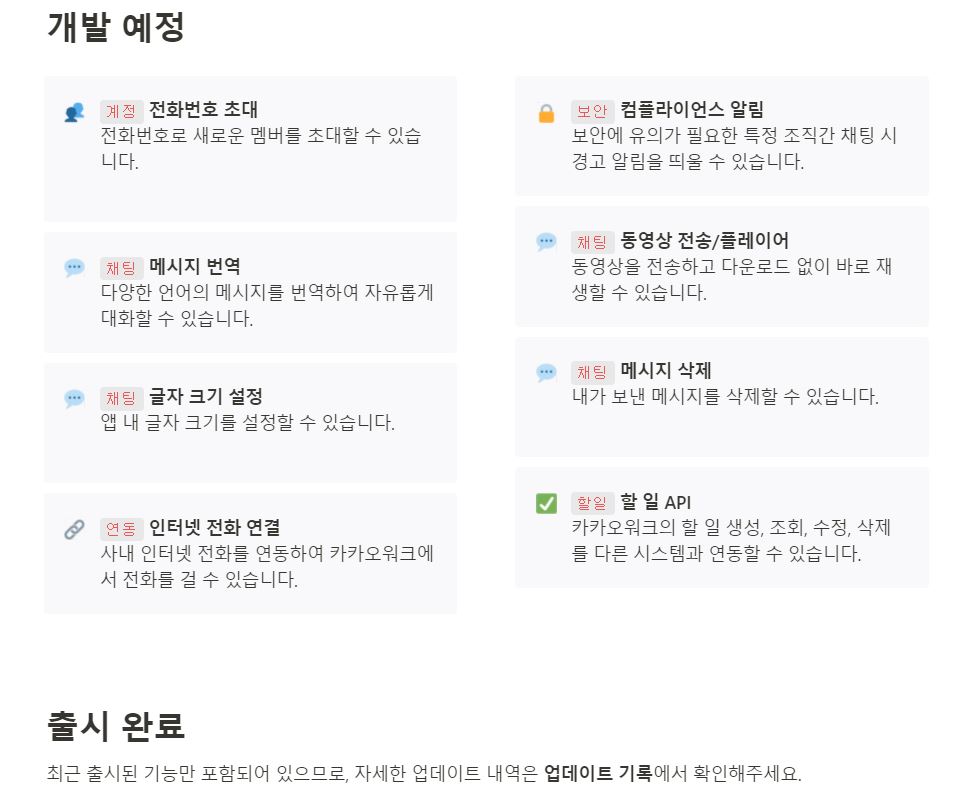 개발 예정
계정 전화번호 초대
전화번호로 새로운 멤버를 초대할 수 있습
니다.
채팅 메시지 번역
다양한 언어의 메시지를 번역하여 자유롭게
대화할 수 있습니다.
채팅 글자 크기 설정
앱 내 글자 크기를 설정할 수 있습니다.
연동 인터넷 전화 연결
사내 인터넷 전화를 연동하여 카카오워크에
서 전화를 걸 수 있습니다.
보안 컴플라이언스 알림
보안에 유의가 필요한 특정 조직간 채팅 시
경고 알림을 띄울 수 있습니다.
채팅 동영상 전송/플레이어
동영상을 전송하고 다운로드 없이 바로 재
생할 수 있습니다.
채팅 메시지 삭제
내가 보낸 메시지를 삭제할 수 있습니다.
할일 할 일 API
카카오워크의 할 일 생성, 조회, 수정, 삭제
를 다른 시스템과 연동할 수 있습니다.
출시 완료
최근 출시된 기능만 포함되어 있으므로, 자세한 업데이트 내역은 업데이트 기록에서 확인해주세요.